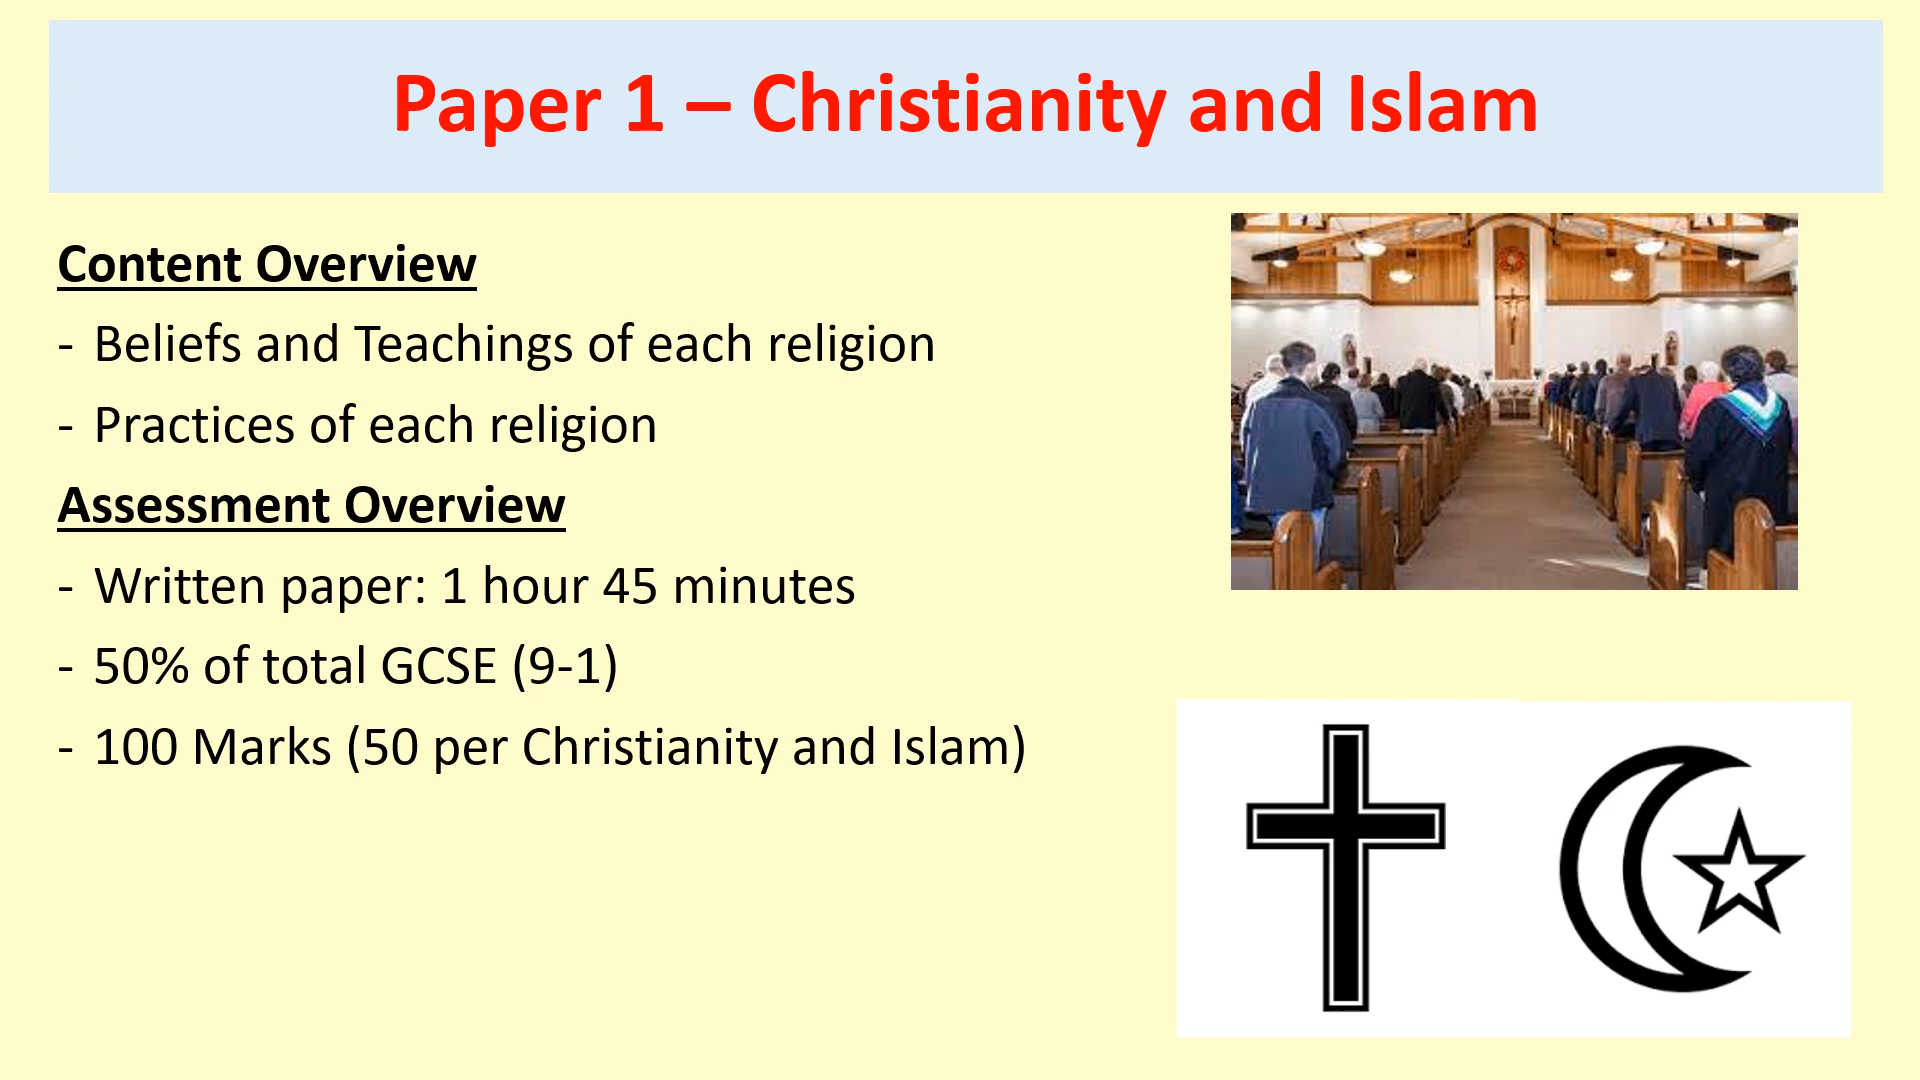 Paper 1 – Christianity and Islam
Content Overview
- Beliefs and Teachings of each religion
- Practices of each religion
Assessment Overview
- Written paper: 1 hour 45 minutes
- 50% of total GCSE (9-1)
- 100 Marks (50 per Christianity and Islam)